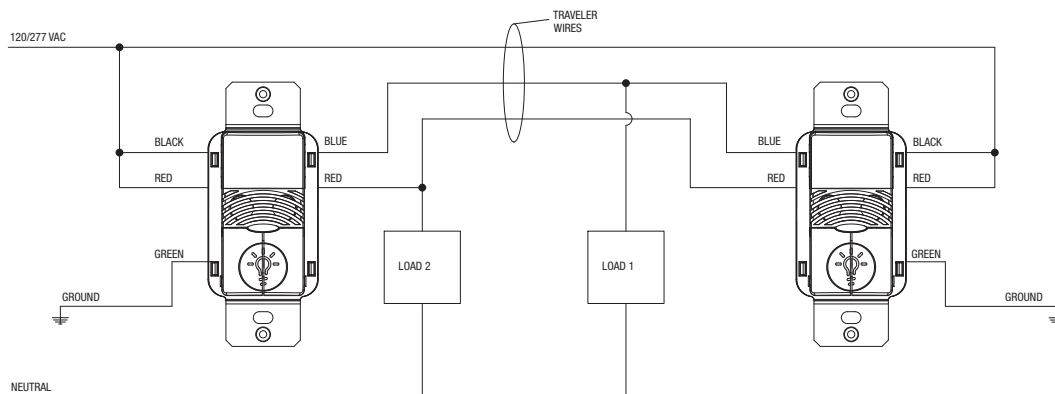 TRAVELER
WIRES
120/277 VAC
BLACK
BLUE
BLUE
BLACK
RED
RED
RED
RED
GREEN
LOAD 2
LOAD 1
GREEN
GROUND
GROUND
NEUTRAL